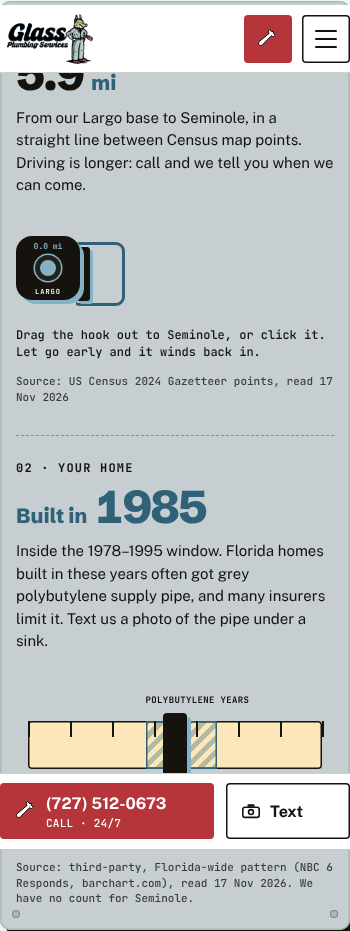 Glass
Plumbing Services
5.9 mi
From our Largo base to Seminole, in a
straight line between Census map points.
Driving is longer: call and we tell you when we
can come.
0.0 mi
LARGO
Drag the hook out to Seminole, or click it.
Let go early and it winds back in.
Source: US Census 2024 Gazetteer points, read 17
Nov 2026
02 · YOUR HOME
Built in 1985
Inside the 1978–1995 window. Florida homes
built in these years often got grey
polybutylene supply pipe, and many insurers
limit it. Text us a photo of the pipe under a
sink.
POLYBUTYLENE YEARS
(727) 512-0673
CALL · 24/7
Text
Source: third-party, Florida-wide pattern (NBC 6
Responds, barchart.com), read 17 Nov 2026. We
have no count for Seminole.